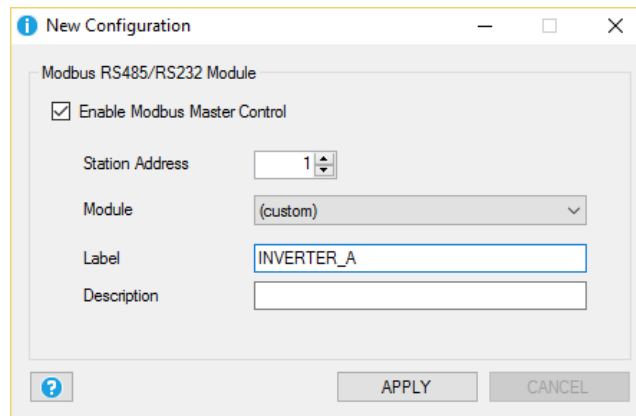 New Configuration
Modbus RS485/RS232 Module
Enable Modbus Master Control
Station Address 1
Module (custom)
Label INVERTER_A
Description
APPLY CANCEL